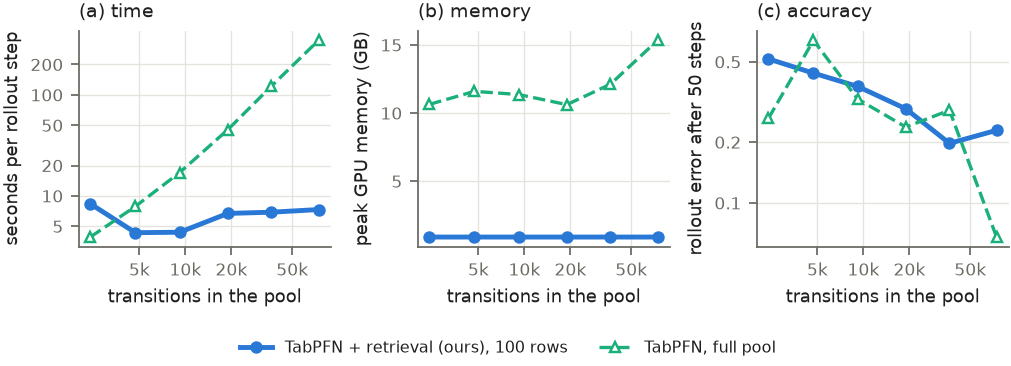 (a) time
seconds per rollout step
200
100
50
20
10
5
5k 10k 20k 50k
transitions in the pool
(b) memory
peak GPU memory (GB)
15
10
5
5k 10k 20k 50k
transitions in the pool
(c) accuracy
rollout error after 50 steps
0.5
0.2
0.1
5k 10k 20k 50k
transitions in the pool
TabPFN + retrieval (ours), 100 rows
TabPFN, full pool